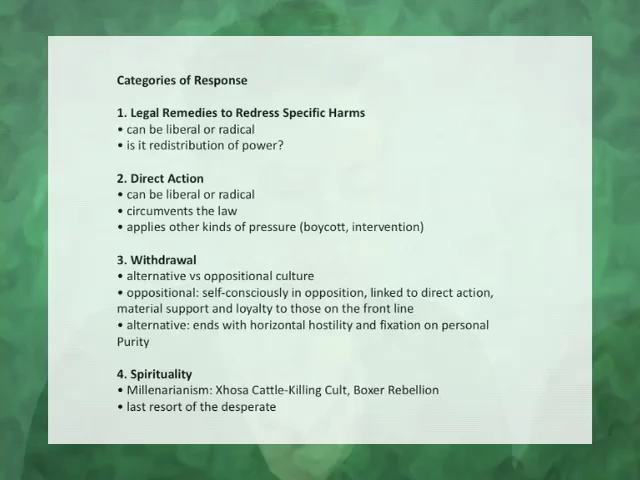 Categories of Response
1. Legal Remedies to Redress Specific Harms
• can be liberal or radical
• is it redistribution of power?
2. Direct Action
• can be liberal or radical
• circumvents the law
• applies other kinds of pressure (boycott, intervention)
3. Withdrawal
• alternative vs oppositional culture
• oppositional: self-consciously in opposition, linked to direct action,
material support and loyalty to those on the front line
• alternative: ends with horizontal hostility and fixation on personal
Purity
4. Spirituality
• Millenarianism: Xhosa Cattle-Killing Cult, Boxer Rebellion
• last resort of the desperate